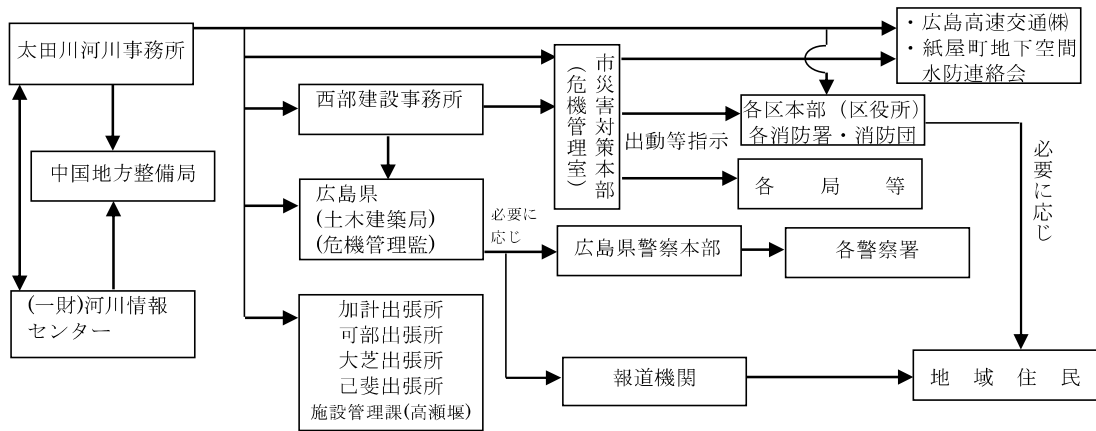 太田川河川事務所
中国地方整備局
(一財)河川情報
センター
西部建設事務所
広島県
(土木建築局)
(危機管理監)
加計出張所
可部出張所
大芝出張所
己斐出張所
施設管理課(高瀬堰)
市災害対策本部
(危機管理室)
必要に
応じ
出動等指示
・広島高速交通㈱
・紙屋町地下空間
水防連絡会
各区本部（区役所）
各消防署・消防団
各　局　等
広島県警察本部
各警察署
報道機関
必要に応じ
地　域　住　民